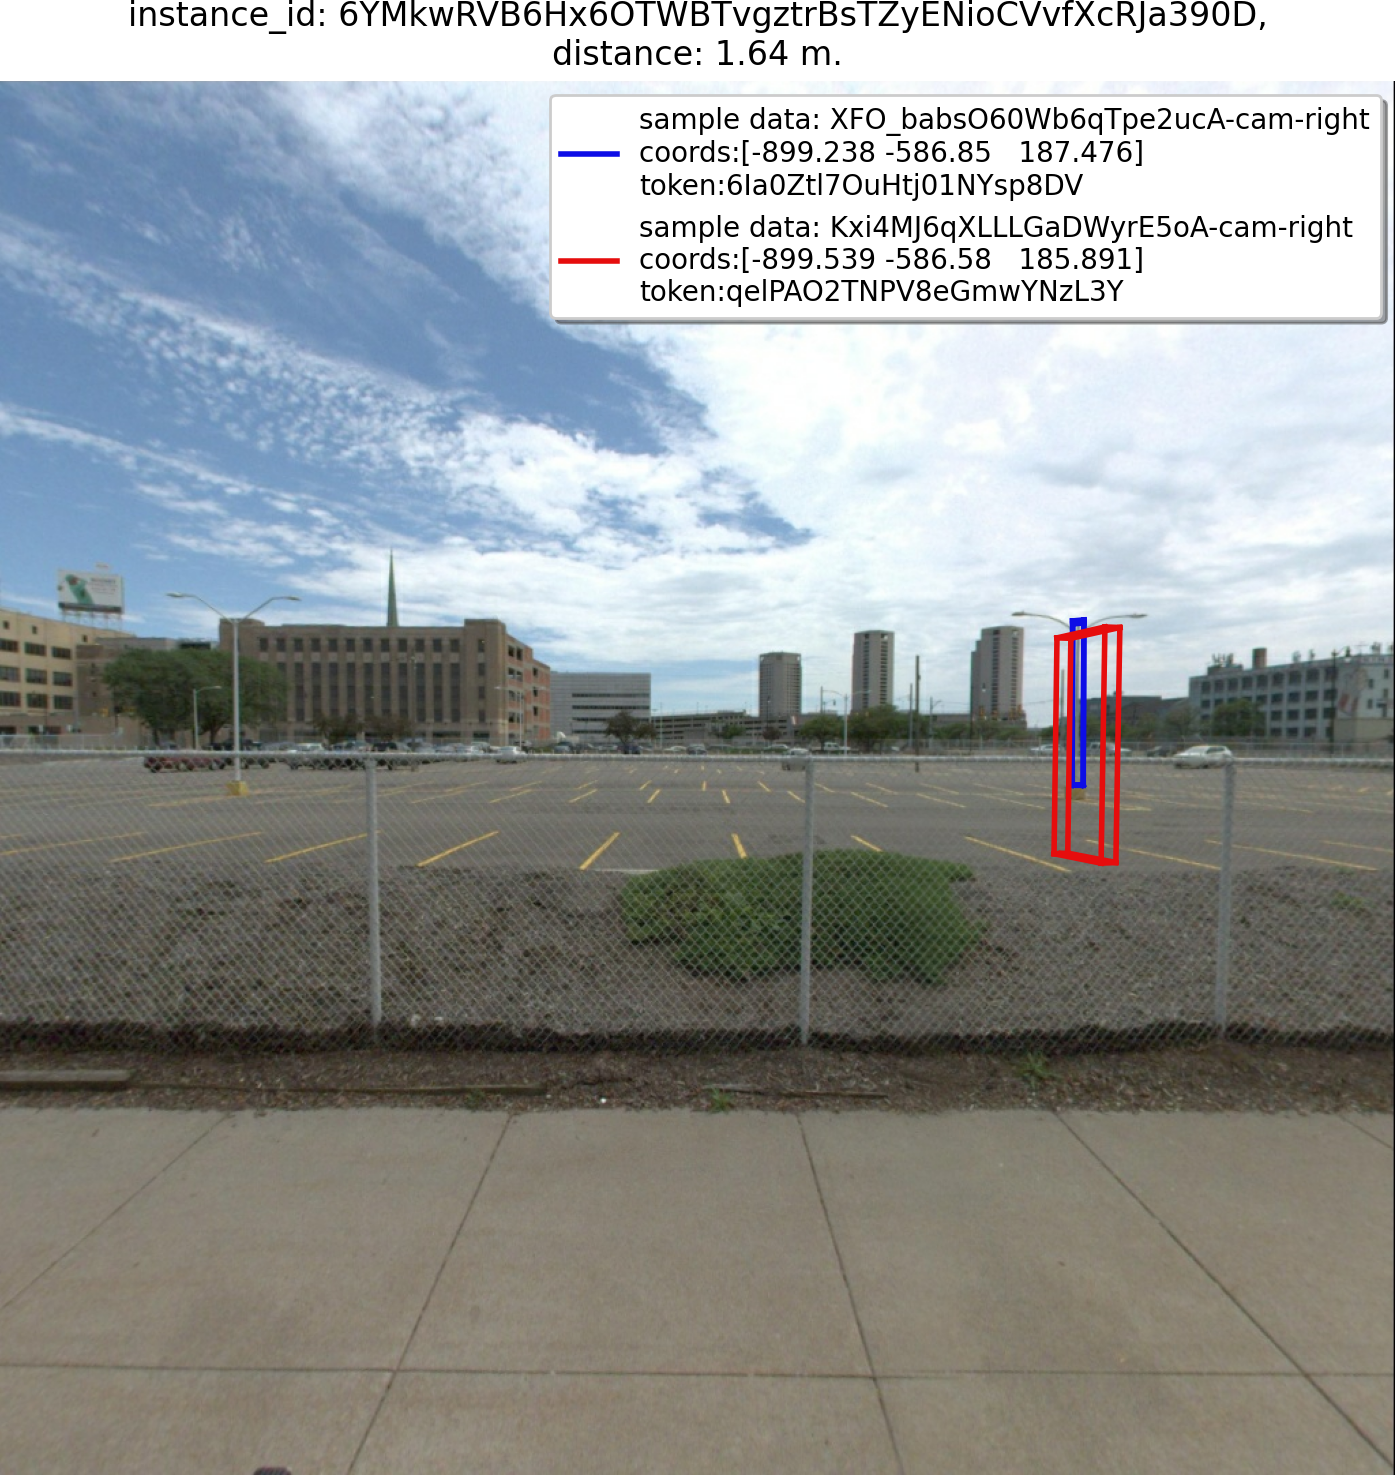 instance_id: 6YMkwRVB6Hx6OTWBTvgztrBsTZyENioCVvfXcRJa390D,
distance: 1.64 m.
sample data: XFO_babsO60Wb6qTpe2ucA-cam-right
coords:[-899.238 -586.85   187.476]
token:6Ia0Ztl7OuHtj01NYsp8DV
sample data: Kxi4MJ6qXLLLGaDWyrE5oA-cam-right
coords:[-899.539 -586.58   185.891]
token:qelPAO2TNPV8eGmwYNzL3Y